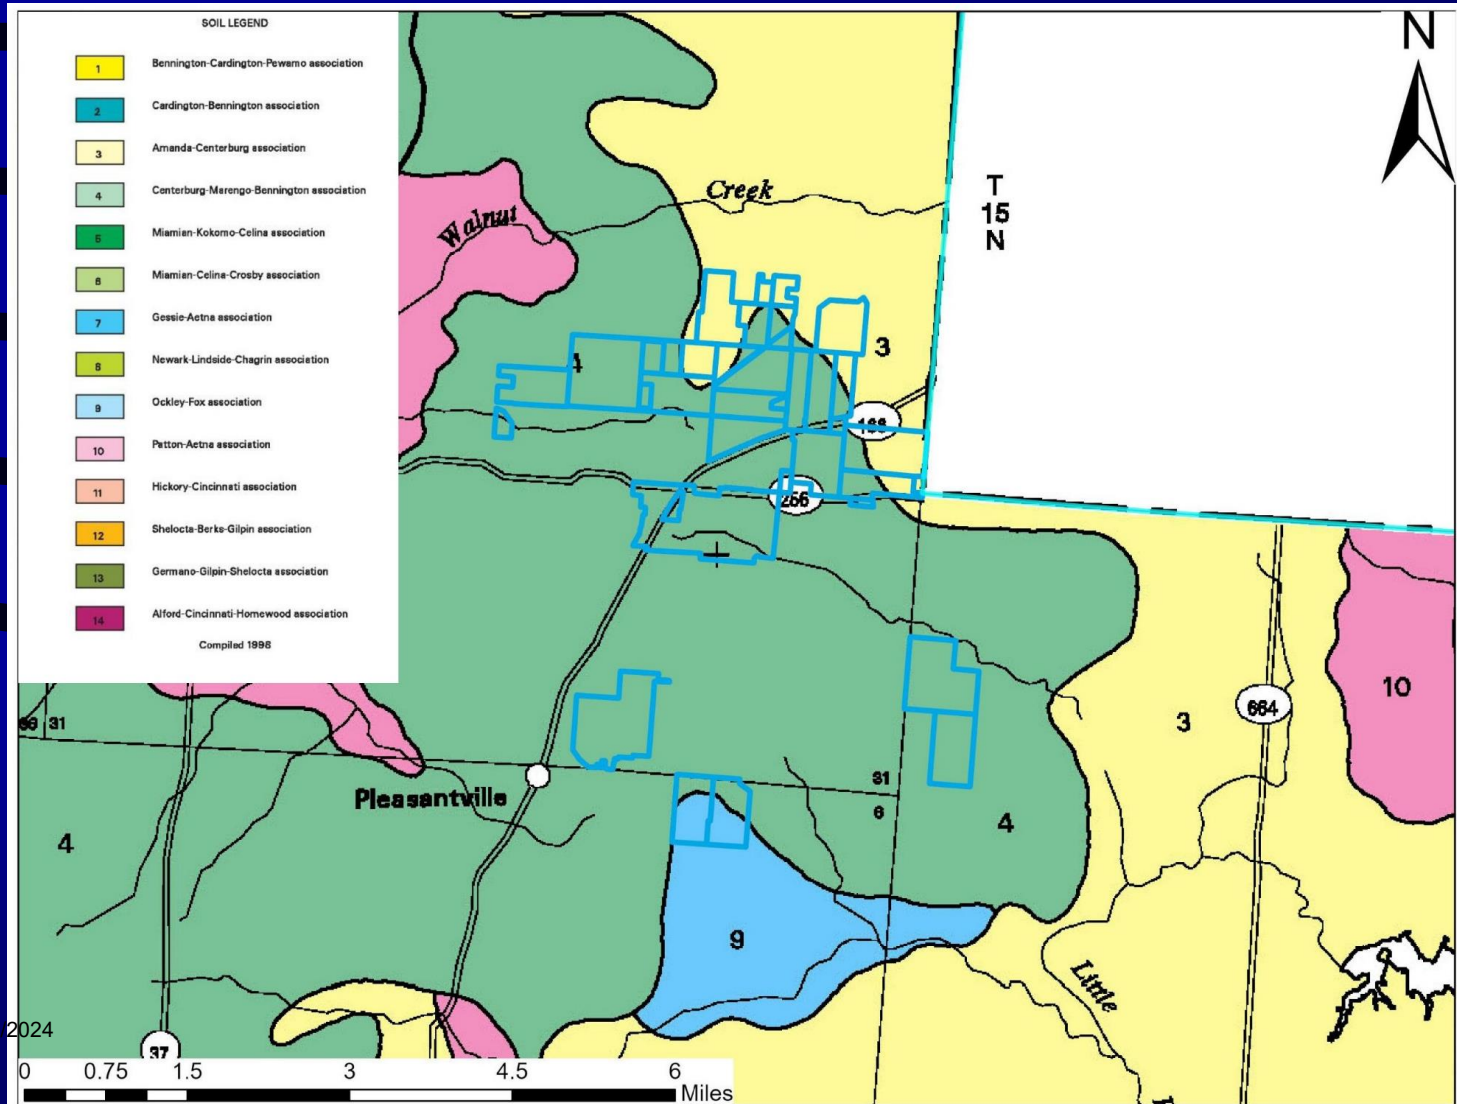 SOIL LEGEND
1 Bennington-Cardington-Pewamo association
2 Cardington-Bennington association
3 Amanda-Centerburg association
4 Centerburg-Marengo-Bennington association
5 Miamian-Kokomo-Celina association
6 Miamian-Celina-Crosby association
7 Gessie-Aetna association
8 Newark-Lindside-Chagrin association
9 Ockley-Fox association
10 Patton-Aetna association
11 Hickory-Cincinnati association
12 Shelocta-Berks-Gilpin association
13 Germano-Gilpin-Shelocta association
14 Alford-Cincinnati-Homewood association
Compiled 1998
N
T
15
N
Walnut Creek
4
3
188
256
10
664
3
31
31
6
Pleasantville
4
4
9
Little
2024
37
0 0.75 1.5 3 4.5 6
Miles